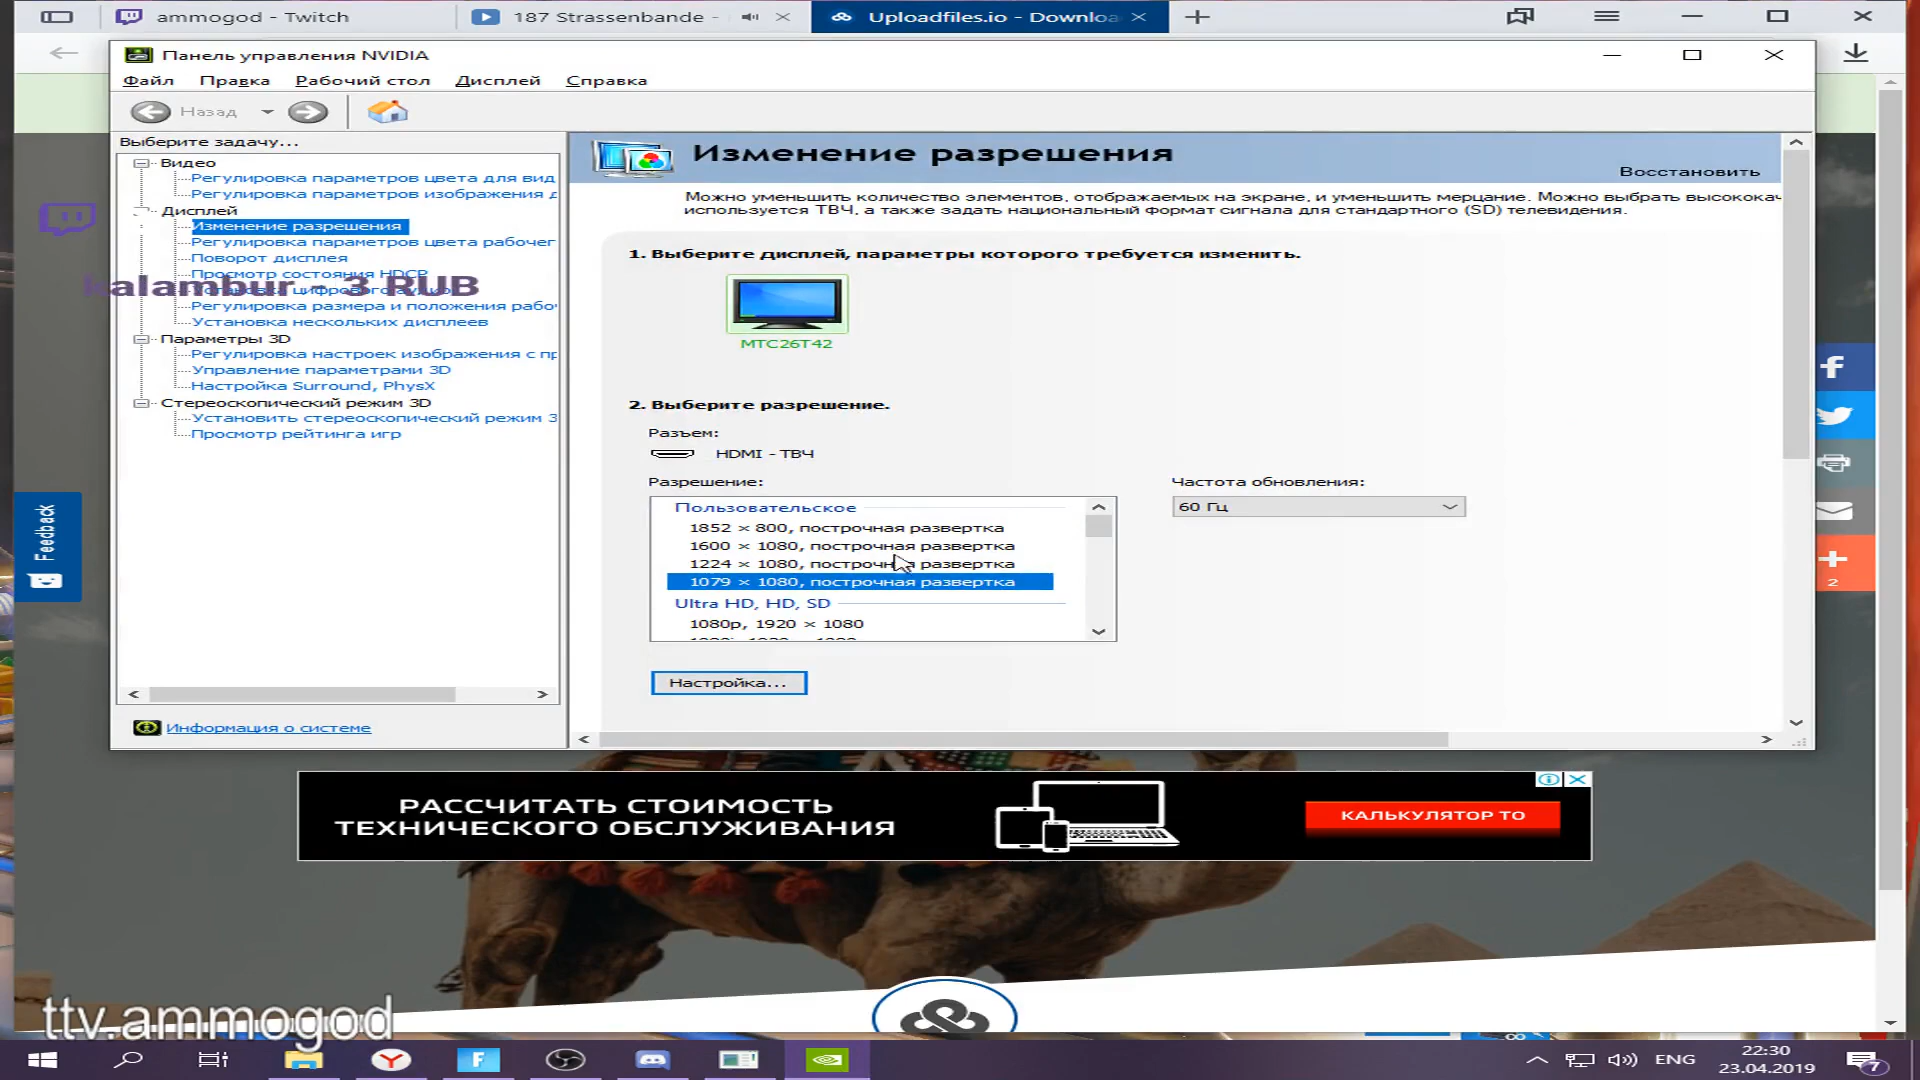 ammogod - Twitch
187 Strassenbande -
Uploadfiles.io - Downloa
Панель управления NVIDIA
Файл Правка Рабочий стол Дисплей Справка
Назад
Выберите задачу...
Видео
Регулировка параметров цвета для вид
Регулировка параметров изображения д
Дисплей
Изменение разрешения
Регулировка параметров цвета рабочег
Поворот дисплея
Просмотр состояния HDCP
kalambur - 3 RUB
Установка цифрового аудио
Регулировка размера и положения рабо
Установка нескольких дисплеев
Параметры 3D
Регулировка настроек изображения с пр
Управление параметрами 3D
Настройка Surround, PhysX
Стереоскопический режим 3D
Установить стереоскопический режим 3
Просмотр рейтинга игр
Информация о системе
Изменение разрешения
Восстановить
Можно уменьшить количество элементов, отображаемых на экране, и уменьшить мерцание. Можно выбрать высококач
используется ТВЧ, а также задать национальный формат сигнала для стандартного (SD) телевидения.
1. Выберите дисплей, параметры которого требуется изменить.
MTC26T42
2. Выберите разрешение.
Разъем:
HDMI - ТВЧ
Разрешение:
Частота обновления:
60 Гц
Пользовательское
1852 × 800, построчная развертка
1600 × 1080, построчная развертка
1224 × 1080, построчная развертка
1079 × 1080, построчная развертка
Ultra HD, HD, SD
1080p, 1920 × 1080
Настройка...
Feedback
2
РАССЧИТАТЬ СТОИМОСТЬ
ТЕХНИЧЕСКОГО ОБСЛУЖИВАНИЯ
КАЛЬКУЛЯТОР ТО
ttv.ammogod
ENG
22:30
23.04.2019
7